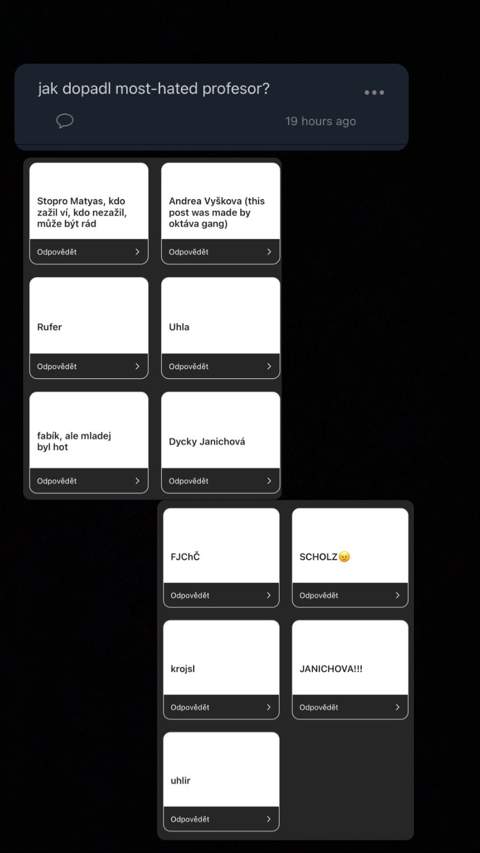 jak dopadl most-hated profesor?
19 hours ago
Stopro Matyas, kdo
zažil ví, kdo nezažil,
může být rád
Odpovědět
Andrea Vyškova (this
post was made by
oktáva gang)
Odpovědět
Rufer
Odpovědět
Uhla
Odpovědět
fabík, ale mladej
byl hot
Odpovědět
Dycky Janichová
Odpovědět
FJChČ
Odpovědět
SCHOLZ😠
Odpovědět
krojsl
Odpovědět
JANICHOVA!!!
Odpovědět
uhlir
Odpovědět